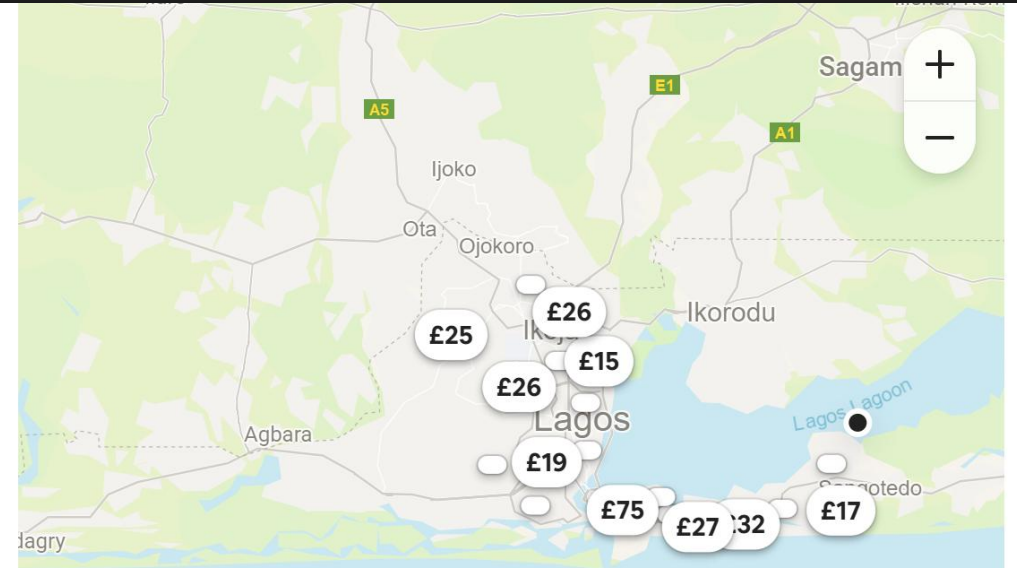 Sagam
+
E1
A5
A1
−
Ijoko
Ota
Ojokoro
£26
Ikorodu
£25
£15
£26
Lagos Lagoon
Lagos
Agbara
£19
Sangotedo
£75
£17
£32
£27
dagry